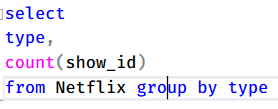 select
type,
count(show_id)
from Netflix group by type